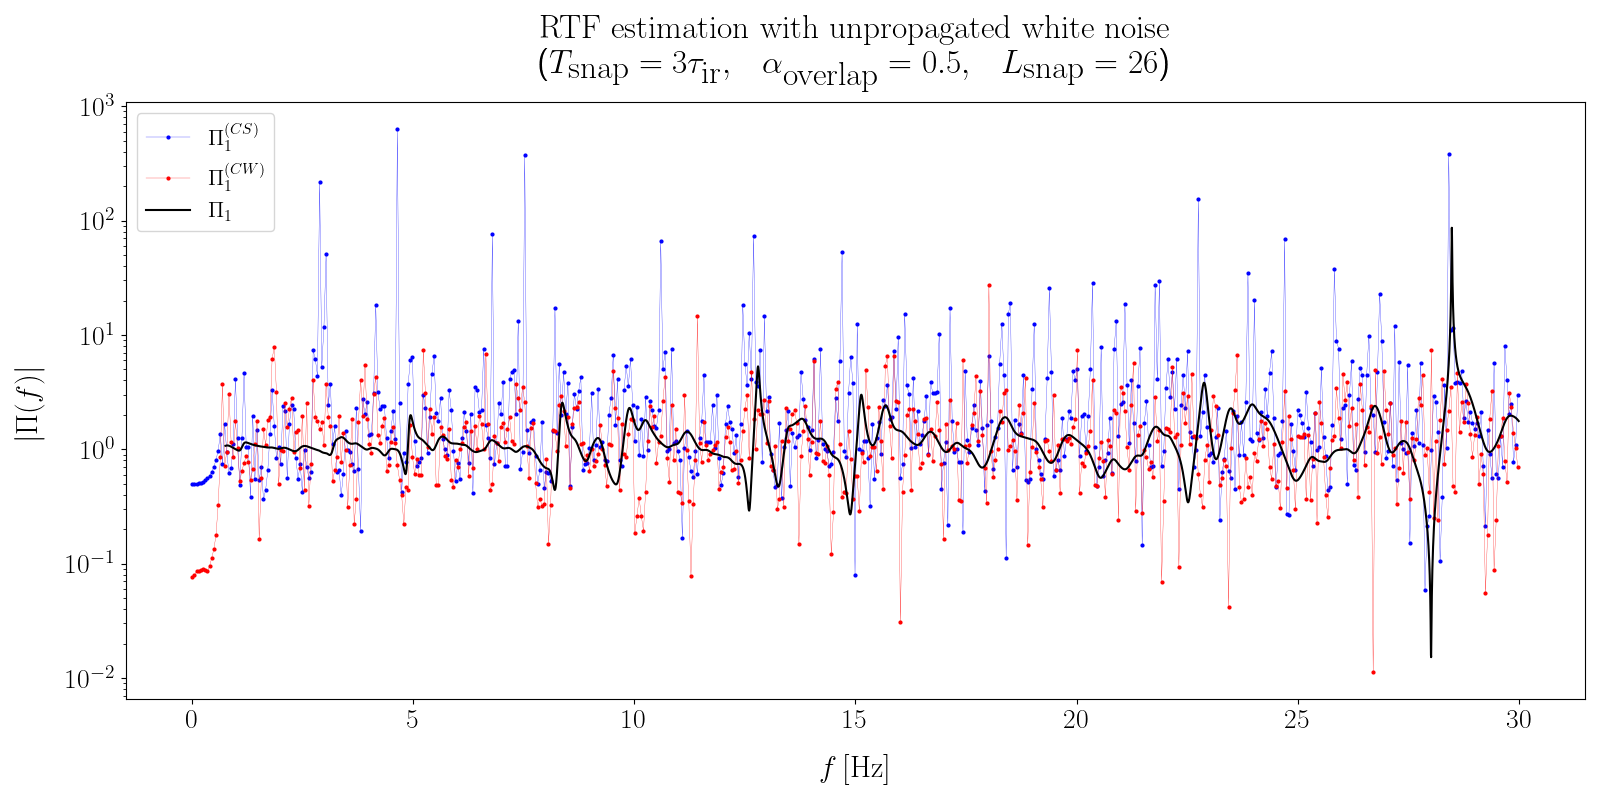 RTF estimation with unpropagated white noise
(T_snap = 3τ_ir,   α_overlap = 0.5,   L_snap = 26)
10^3
10^2
10^1
10^0
10^−1
10^−2
|Π(f)|
Π_1^(CS)
Π_1^(CW)
Π_1
0 5 10 15 20 25 30
f [Hz]